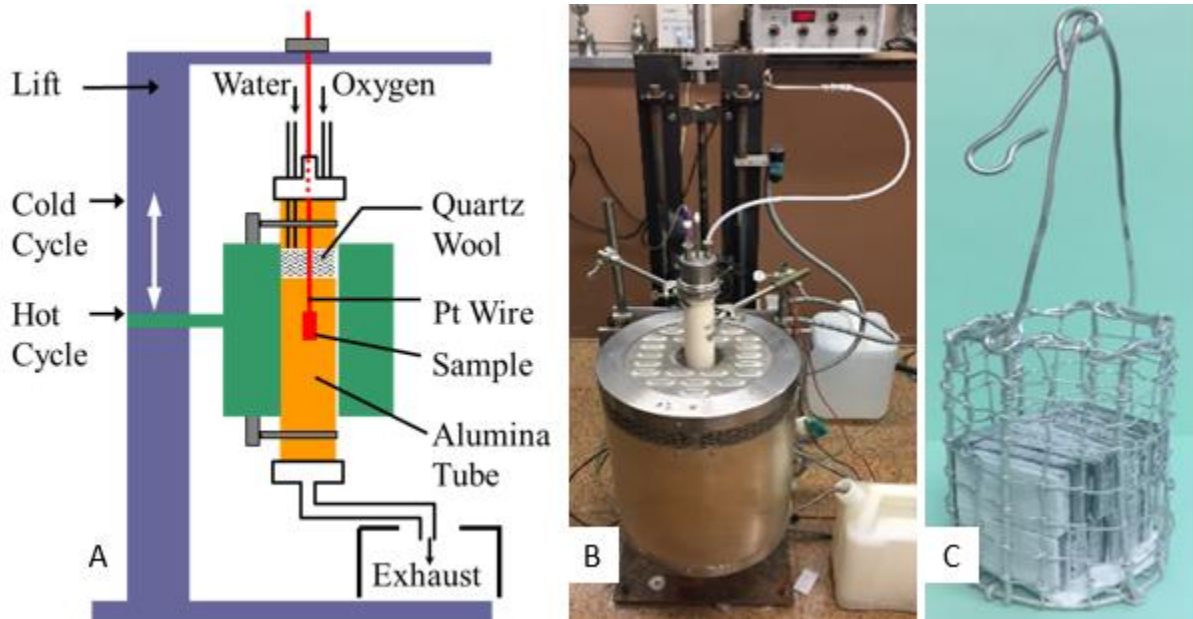 Lift
Water
Oxygen
Cold
Cycle
Quartz
Wool
Hot
Cycle
Pt Wire
Sample
Alumina
Tube
Exhaust
A
B
C